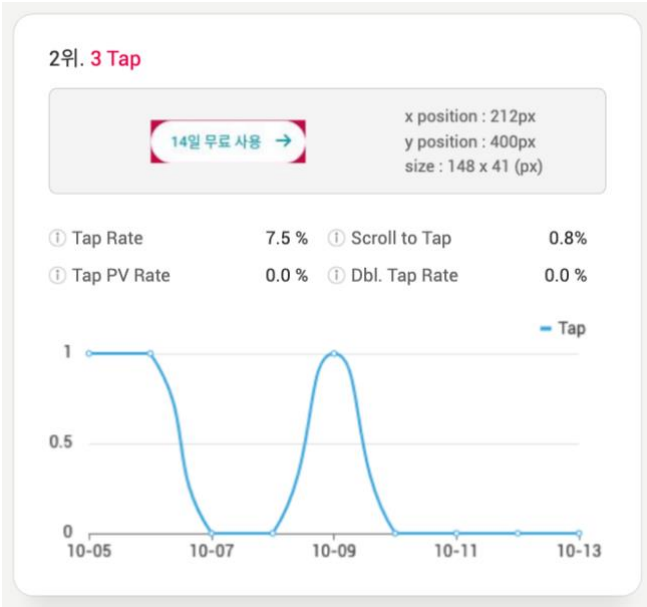 2위. 3 Tap
14일 무료 사용 →
x position : 212px
y position : 400px
size : 148 x 41 (px)
Tap Rate 7.5 % Scroll to Tap 0.8%
Tap PV Rate 0.0 % Dbl. Tap Rate 0.0 %
Tap
1
0.5
0
10-05 10-07 10-09 10-11 10-13